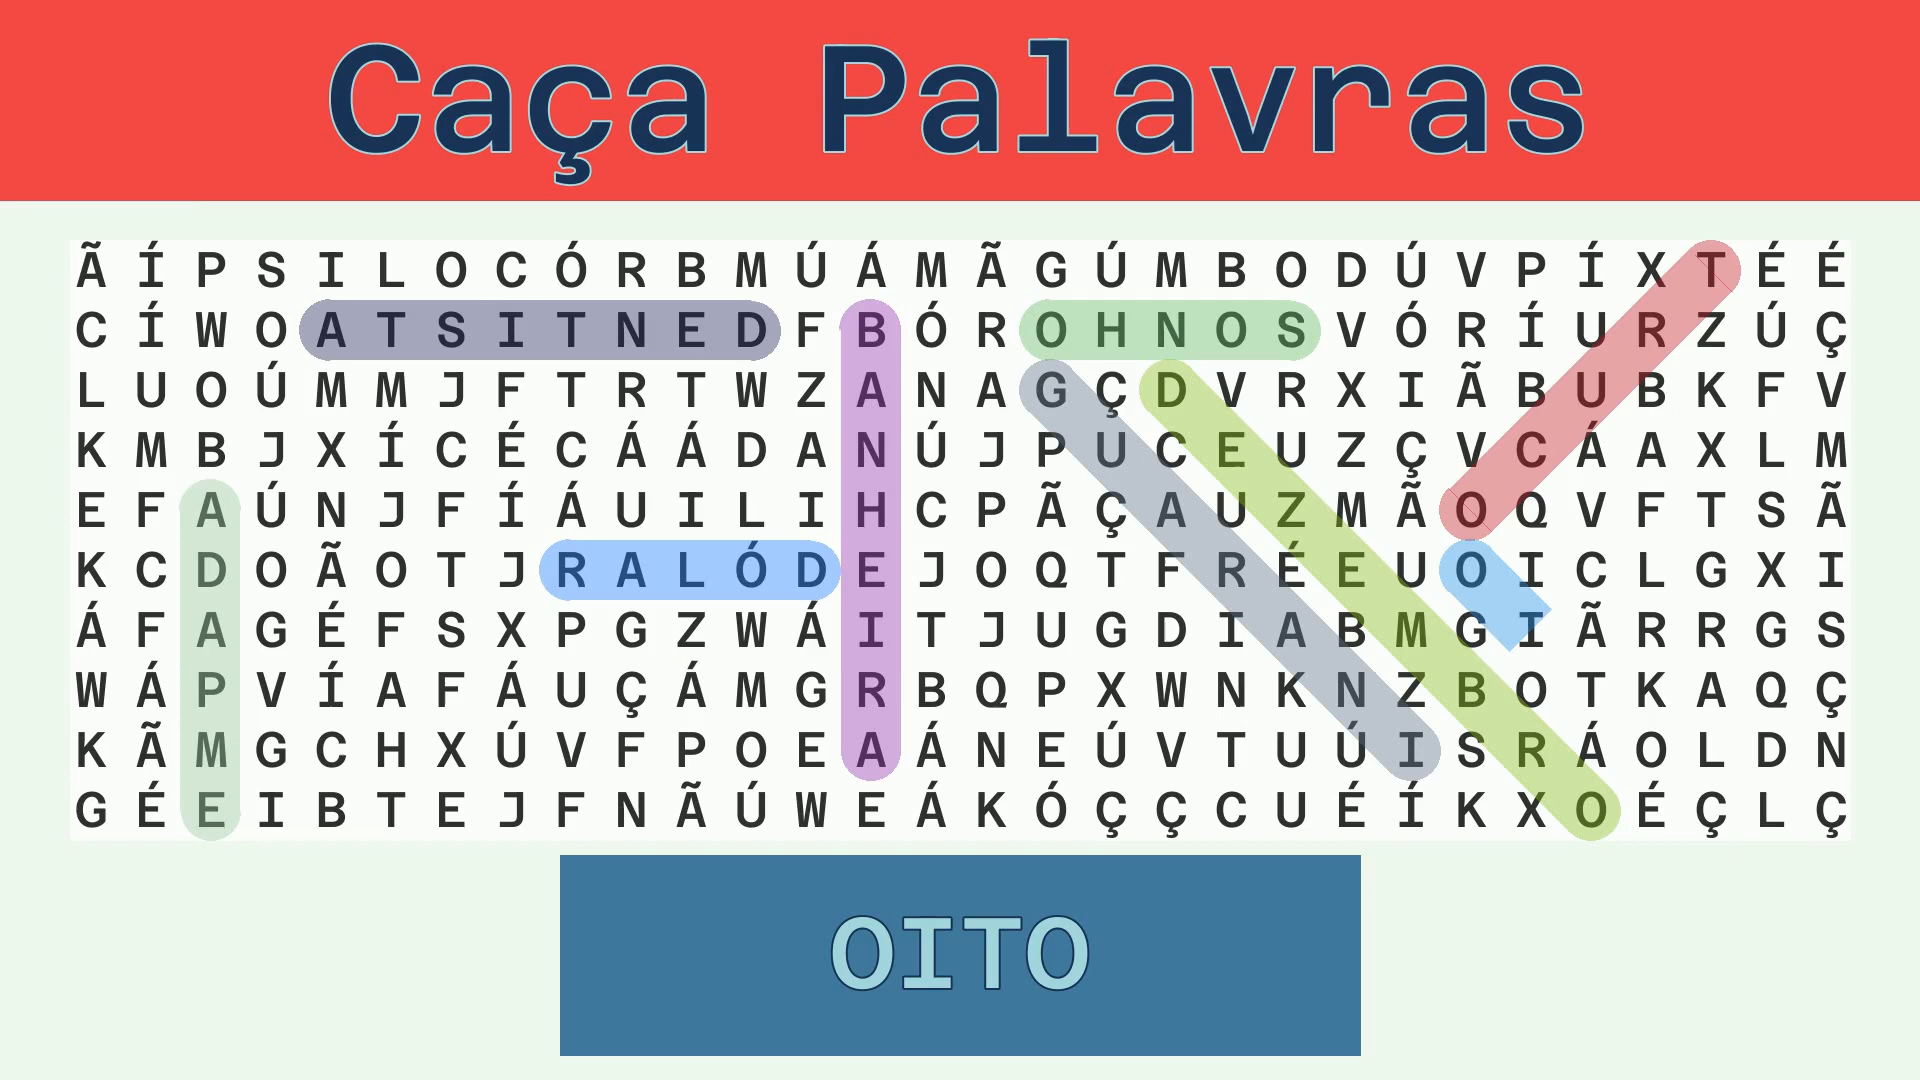 Caça Palavras
Ã Í P S I L O C Ó R B M Ú Á M Ã G Ú M B O D Ú V P Í X T É É
C Í W O A T S I T N E D F B Ó R O H N O S V Ó R Í U R Z Ú Ç
L U O Ú M M J F T R T W Z A N A G Ç D V R X I Ã B U B K F V
K M B J X Í C É C Á Á D A N Ú J P U C E U Z Ç V C Á A X L M
E F A Ú N J F Í Á U I L I H C P Ã Ç A U Z M Ã O Q V F T S Ã
K C D O Ã O T J R A L Ó D E J O Q T F R É E U O I C L G X I
Á F A G É F S X P G Z W Á I T J U G D I A B M G I Ã R R G S
W Á P V Í A F Á U Ç Á M G R B Q P X W N K N Z B O T K A Q Ç
K Ã M G C H X Ú V F P O E A Á N E Ú V T U Ú I S R Á O L D N
G É E I B T E J F N Ã Ú W E Á K Ó Ç Ç C U É Í K X O É Ç L Ç
OITO